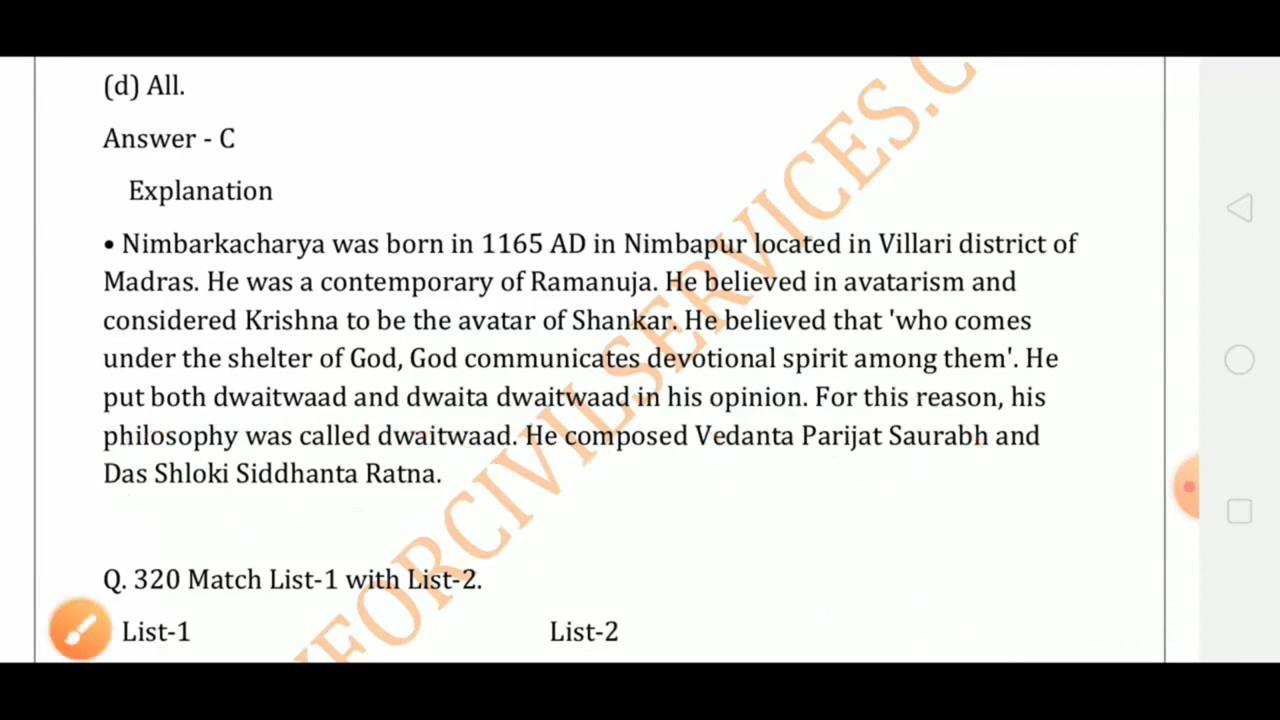 (d) All.
Answer - C
Explanation
• Nimbarkacharya was born in 1165 AD in Nimbapur located in Villari district of
Madras. He was a contemporary of Ramanuja. He believed in avatarism and
considered Krishna to be the avatar of Shankar. He believed that 'who comes
under the shelter of God, God communicates devotional spirit among them'. He
put both dwaitwaad and dwaita dwaitwaad in his opinion. For this reason, his
philosophy was called dwaitwaad. He composed Vedanta Parijat Saurabh and
Das Shloki Siddhanta Ratna.
Q. 320 Match List-1 with List-2.
List-1 List-2
YFORCIVILSERVICES.C